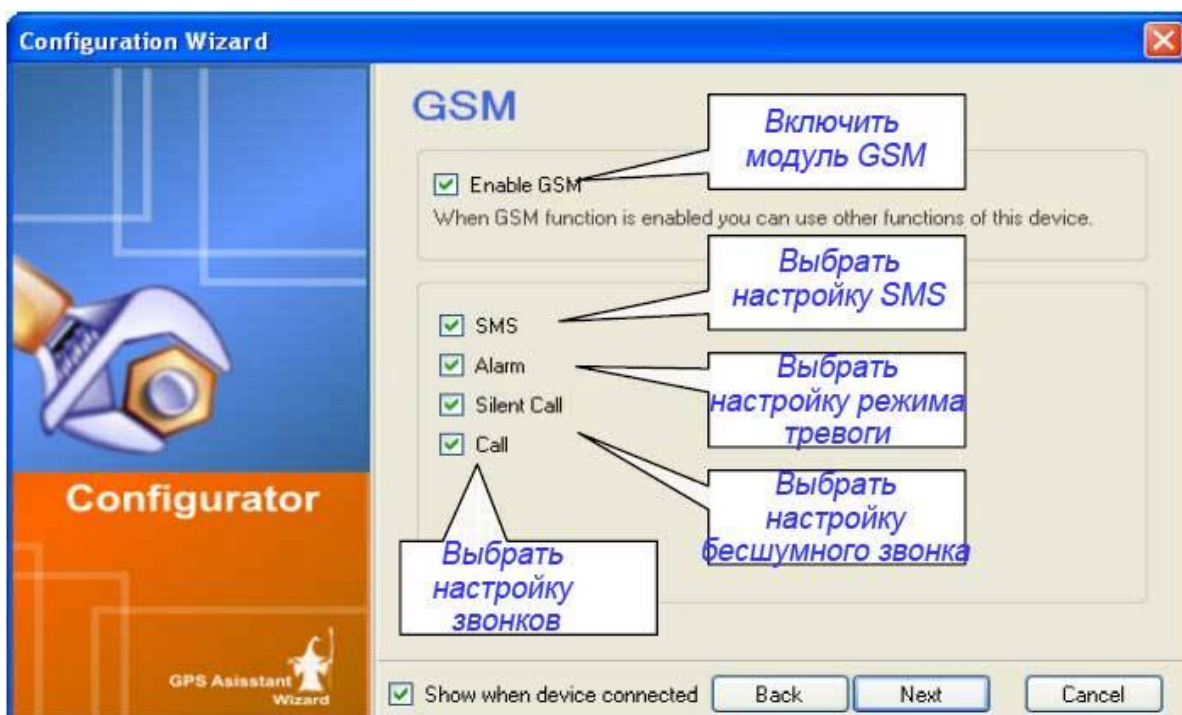 Configuration Wizard
GSM
Включить
модуль GSM
Enable GSM
When GSM function is enabled you can use other functions of this device.
Выбрать
настройку SMS
SMS
Alarm
Silent Call
Call
Выбрать
настройку режима
тревоги
Выбрать
настройку
бесшумного звонка
Выбрать
настройку
звонков
Configurator
GPS Asisstant
Wizard
Show when device connected
Back
Next
Cancel